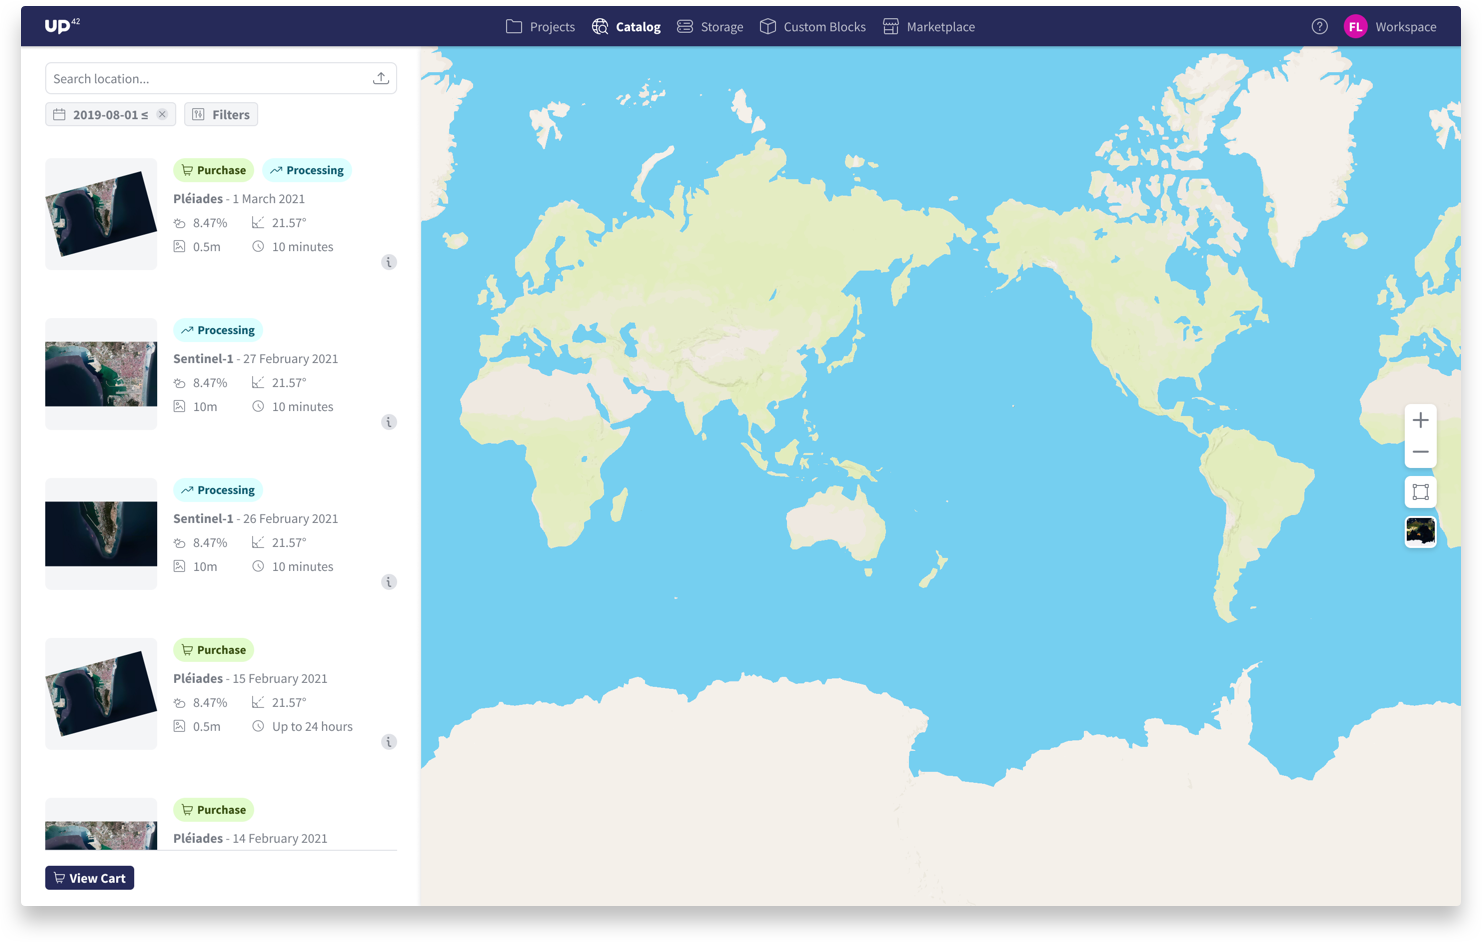 UP42
Projects
Catalog
Storage
Custom Blocks
Marketplace
FL
Workspace
Search location...
2019-08-01 ≤
Filters
Purchase
Processing
Pléiades - 1 March 2021
8.47%
21.57°
0.5m
10 minutes
Processing
Sentinel-1 - 27 February 2021
8.47%
21.57°
10m
10 minutes
Processing
Sentinel-1 - 26 February 2021
8.47%
21.57°
10m
10 minutes
Purchase
Pléiades - 15 February 2021
8.47%
21.57°
0.5m
Up to 24 hours
Purchase
Pléiades - 14 February 2021
View Cart